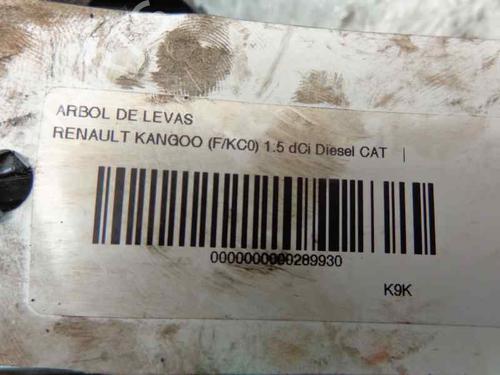 ARBOL DE LEVAS
RENAULT KANGOO (F/KC0) 1.5 dCi Diesel CAT |
0000000000289930
K9K